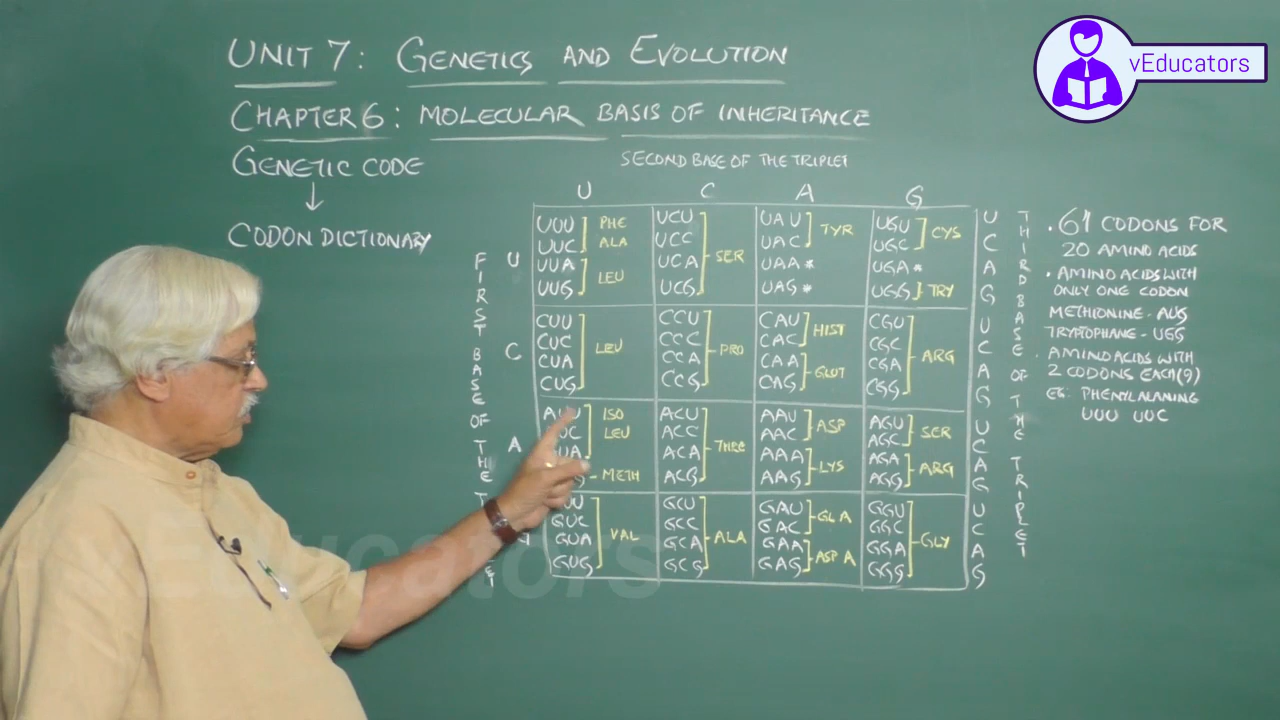 UNIT 7: GENETICS AND EVOLUTION
CHAPTER 6: MOLECULAR BASIS OF INHERITANCE
GENETIC CODE
↓
CODON DICTIONARY
vEducators
SECOND BASE OF THE TRIPLET
U C A G
FIRST BASE OF THE
U
UUU UUC PHE ALA
UUA UUG LEU
UCU UCC UCA UCG SER
UAU UAC TYR
UAA*
UAG*
UGU UGC CYS
UGA*
UGG TRY
U C A G
C
CUU CUC CUA CUG LEU
CCU CCC CCA CCG PRO
CAU CAC HIST
CAA CAG GLUT
CGU CGC CGA CGG ARG
U C A G
A
AUU ISO LEU
- METH
ACU ACC ACA ACG THRE
AAU AAC ASP
AAA AAG LYS
AGU AGC SER
AGA AGG ARG
U C A G
GUC GUA GUG VAL
GCU GCC GCA GCG ALA
GAU GAC GLA
GAA GAG ASP A
GGU GGC GGA GGG GLY
U C A G
THIRD BASE OF THE TRIPLET
. 61 CODONS FOR
20 AMINO ACIDS
. AMINO ACIDS WITH
ONLY ONE CODON
METHIONINE - AUG
TRYPTOPHANE - UGG
. AMINO ACIDS WITH
2 CODONS EACH(9)
EG: PHENYLALANING
UUU UUC
vEducators